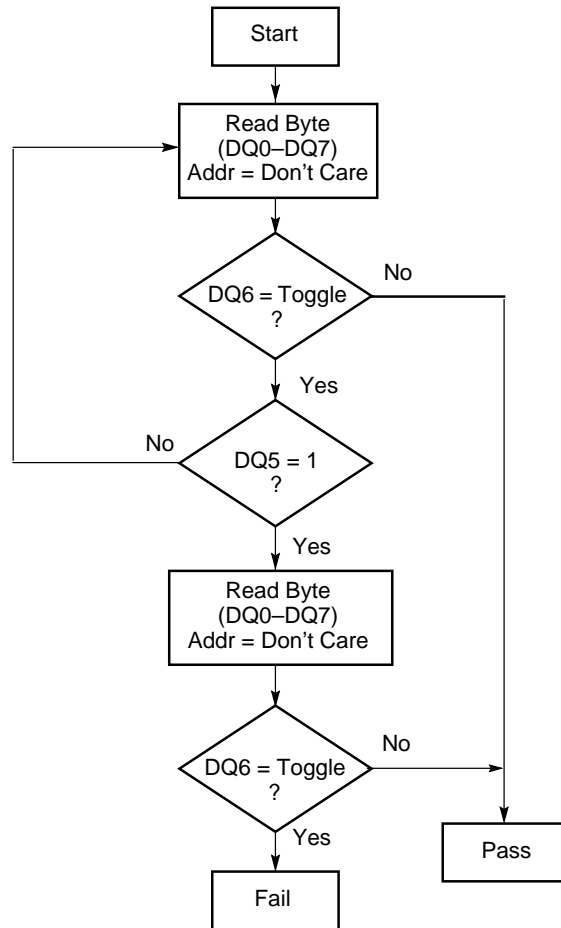 Start
Read Byte
(DQ0–DQ7)
Addr = Don't Care
No
DQ6 = Toggle
?
Yes
No
DQ5 = 1
?
Yes
Read Byte
(DQ0–DQ7)
Addr = Don't Care
No
DQ6 = Toggle
?
Yes
Pass
Fail